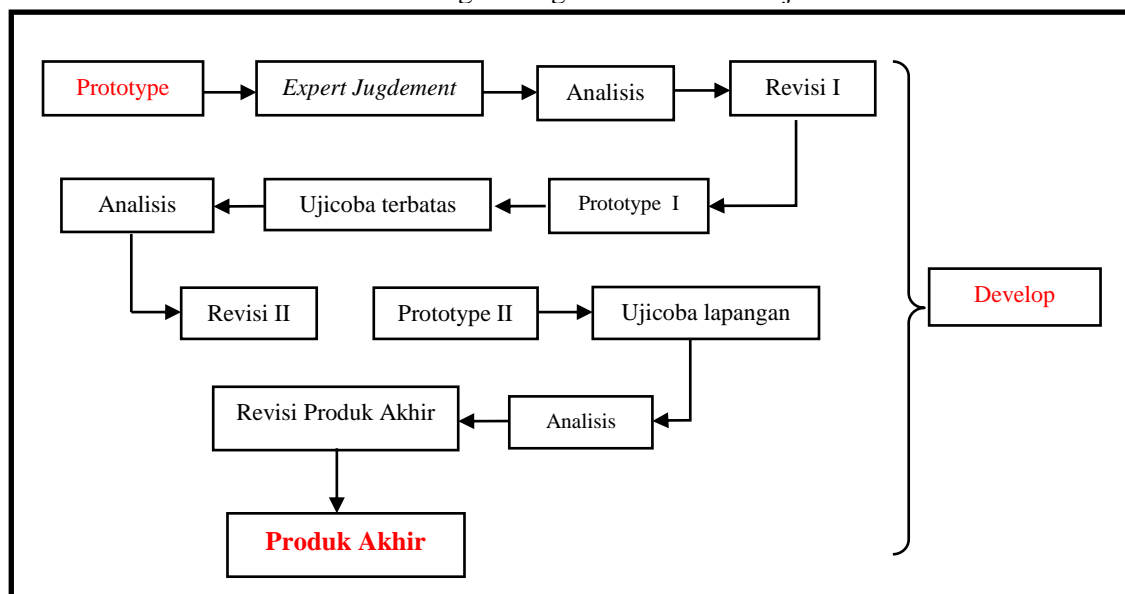 Prototype
Expert Jugdement
Analisis
Revisi I
Analisis
Ujicoba terbatas
Prototype I
Revisi II
Prototype II
Ujicoba lapangan
Develop
Revisi Produk Akhir
Analisis
Produk Akhir